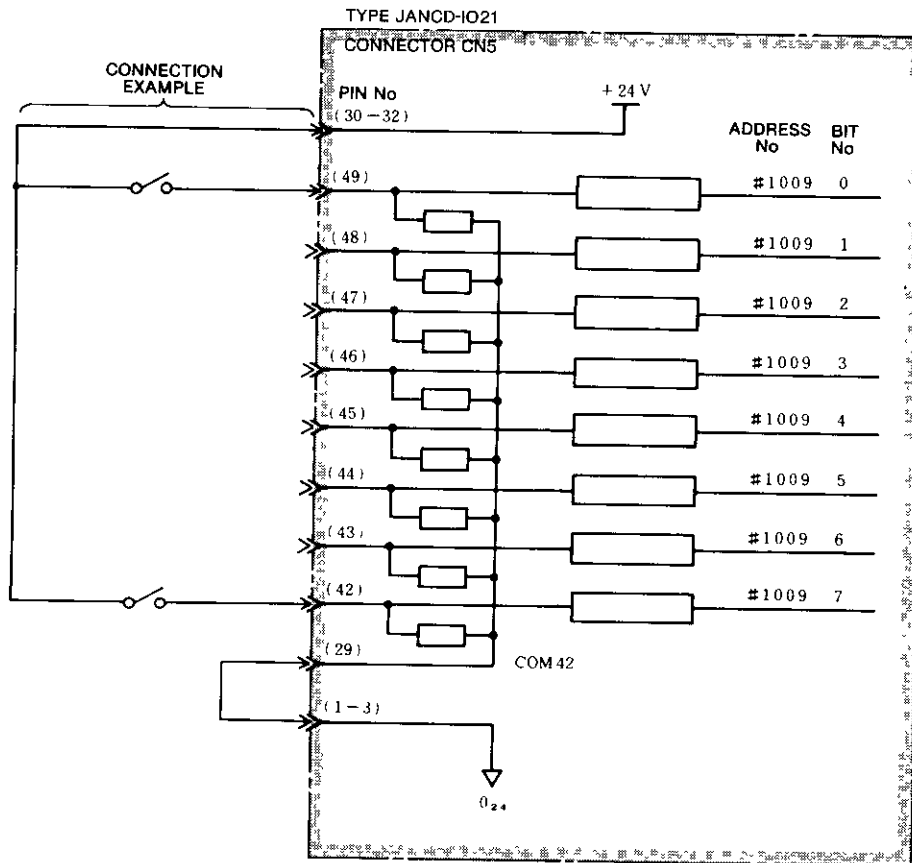 TYPE JANCD-IO21
CONNECTOR CN5
CONNECTION
EXAMPLE
PIN No
+24V
(30-32)
ADDRESS
No
BIT
No
(49) #1009 0
(48) #1009 1
(47) #1009 2
(46) #1009 3
(45) #1009 4
(44) #1009 5
(43) #1009 6
(42) #1009 7
(29)
COM 42
(1-3)
0₂₄